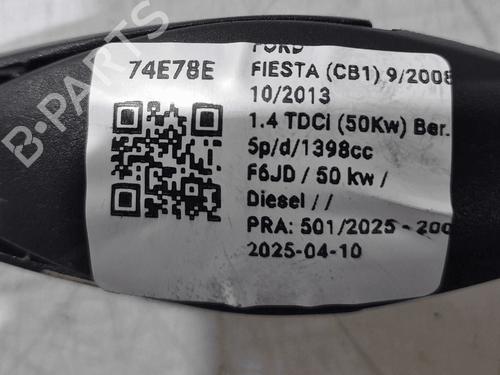 74E78E
FORD
FIESTA (CB1) 9/2008
10/2013
1.4 TDCi (50Kw) Ber.
5p/d/1398cc
F6JD / 50 kw /
Diesel / /
PRA: 501/2025 - 200
2025-04-10
B-PARTS